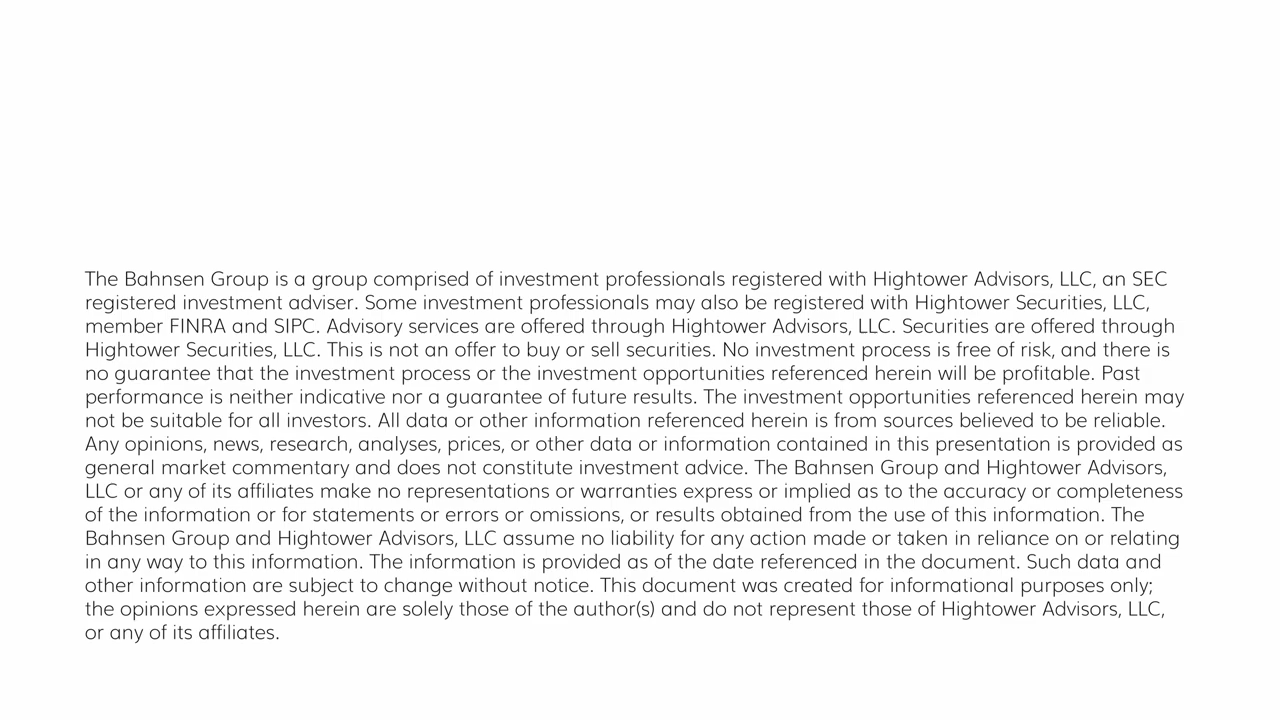 The Bahnsen Group is a group comprised of investment professionals registered with Hightower Advisors, LLC, an SEC
registered investment adviser. Some investment professionals may also be registered with Hightower Securities, LLC,
member FINRA and SIPC. Advisory services are offered through Hightower Advisors, LLC. Securities are offered through
Hightower Securities, LLC. This is not an offer to buy or sell securities. No investment process is free of risk, and there is
no guarantee that the investment process or the investment opportunities referenced herein will be profitable. Past
performance is neither indicative nor a guarantee of future results. The investment opportunities referenced herein may
not be suitable for all investors. All data or other information referenced herein is from sources believed to be reliable.
Any opinions, news, research, analyses, prices, or other data or information contained in this presentation is provided as
general market commentary and does not constitute investment advice. The Bahnsen Group and Hightower Advisors,
LLC or any of its affiliates make no representations or warranties express or implied as to the accuracy or completeness
of the information or for statements or errors or omissions, or results obtained from the use of this information. The
Bahnsen Group and Hightower Advisors, LLC assume no liability for any action made or taken in reliance on or relating
in any way to this information. The information is provided as of the date referenced in the document. Such data and
other information are subject to change without notice. This document was created for informational purposes only;
the opinions expressed herein are solely those of the author(s) and do not represent those of Hightower Advisors, LLC,
or any of its affiliates.